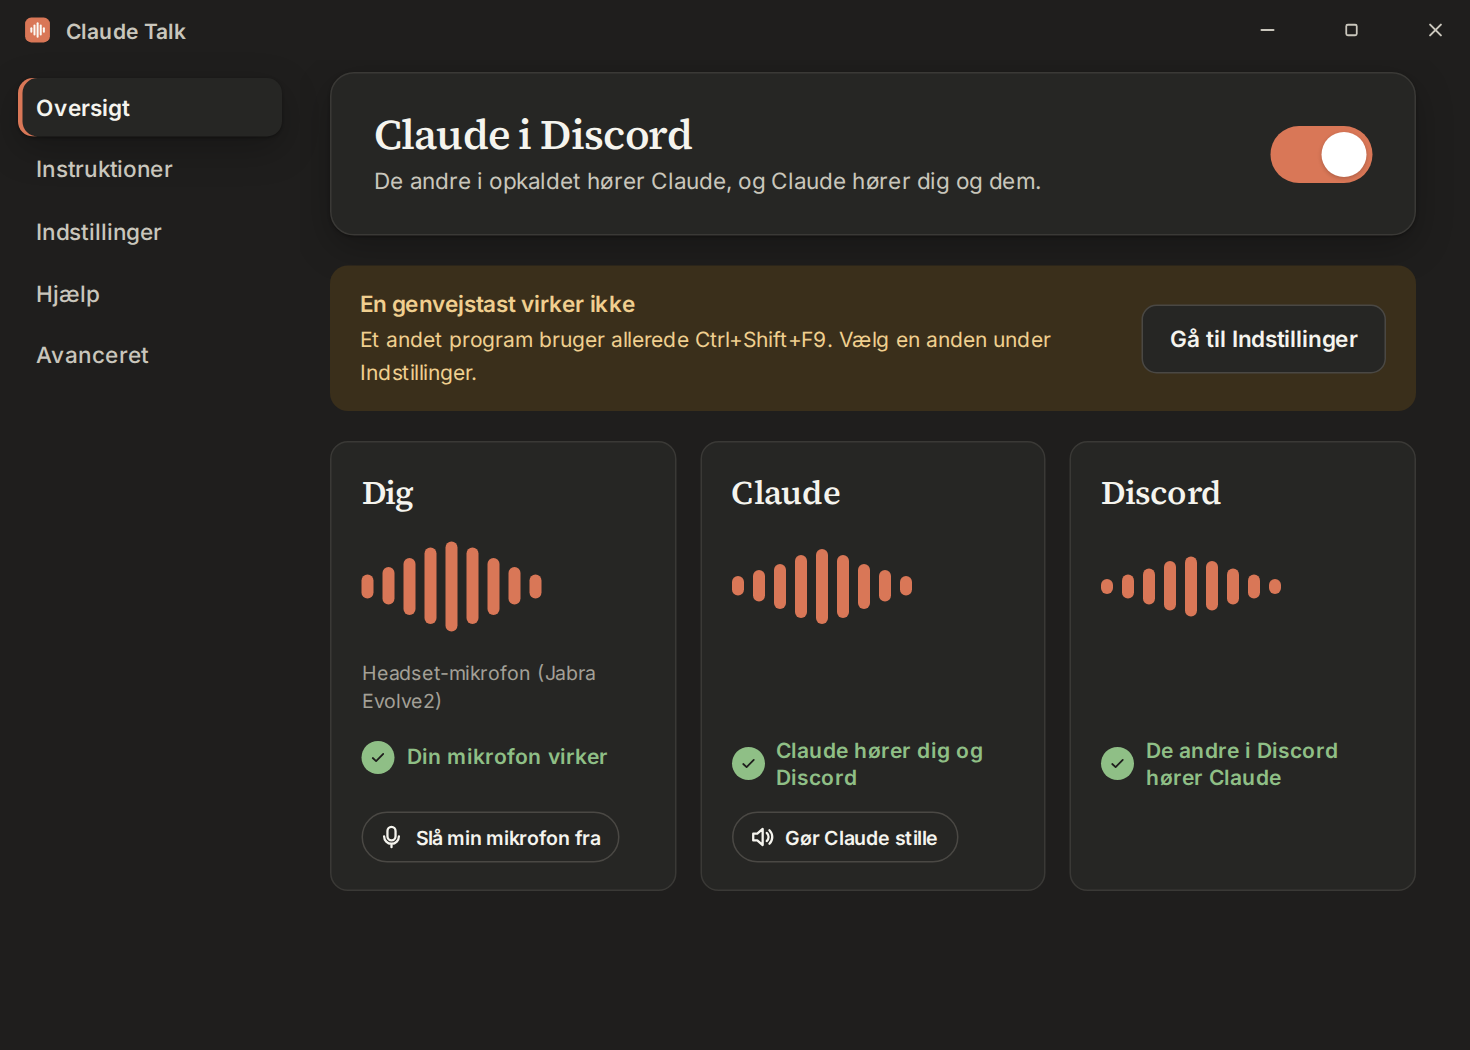 Claude Talk
Oversigt
Instruktioner
Indstillinger
Hjælp
Avanceret
Claude i Discord
De andre i opkaldet hører Claude, og Claude hører dig og dem.
En genvejstast virker ikke
Et andet program bruger allerede Ctrl+Shift+F9. Vælg en anden under
Indstillinger.
Gå til Indstillinger
Dig
Headset-mikrofon (Jabra
Evolve2)
Din mikrofon virker
Slå min mikrofon fra
Claude
Claude hører dig og
Discord
Gør Claude stille
Discord
De andre i Discord
hører Claude